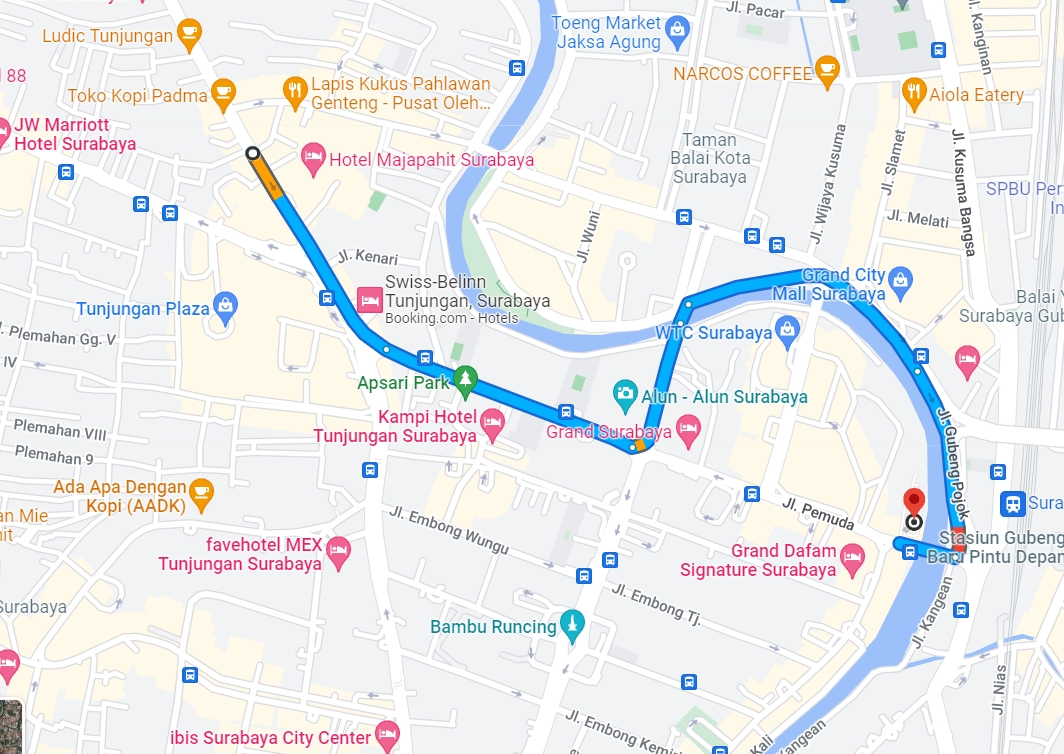 Jl. Pacar
Jl. Kanginan
Toeng Market
Jaksa Agung
Ludic Tunjungan
NARCOS COFFEE
l 88
Lapis Kukus Pahlawan
Genteng - Pusat Oleh...
Toko Kopi Padma
Aiola Eatery
JW Marriott
Hotel Surabaya
Hotel Majapahit Surabaya
Taman
Balai Kota
Surabaya
Jl. Wijaya Kusuma
Jl. Slamet
Jl. Kusuma Bangsa
SPBU Per
In
Jl. Melati
Jl. Wuni
Jl. Kenari
Swiss-Belinn
Tunjungan, Surabaya
Booking.com - Hotels
Grand City
Mall Surabaya
Balai Y
Surabaya Gub
Tunjungan Plaza
Jl. Plemahan Gg. V
IV
WTC Surabaya
Apsari Park
Alun - Alun Surabaya
Kampi Hotel
Tunjungan Surabaya
Grand Surabaya
Plemahan VIII
Plemahan 9
Jl. Gubeng Pojok
Ada Apa Dengan
Kopi (AADK)
an Mie
nit
Jl. Pemuda
Sura
Jl. Embong Wungu
favehotel MEX
Tunjungan Surabaya
Grand Dafam
Signature Surabaya
Stasiun Gubeng
Baru Pintu Depan
Surabaya
Jl. Embong Tj.
Jl. Kangean
Bambu Runcing
Jl. Nias
ibis Surabaya City Center
Jl. Embong Kemiri
Kali
Kangean